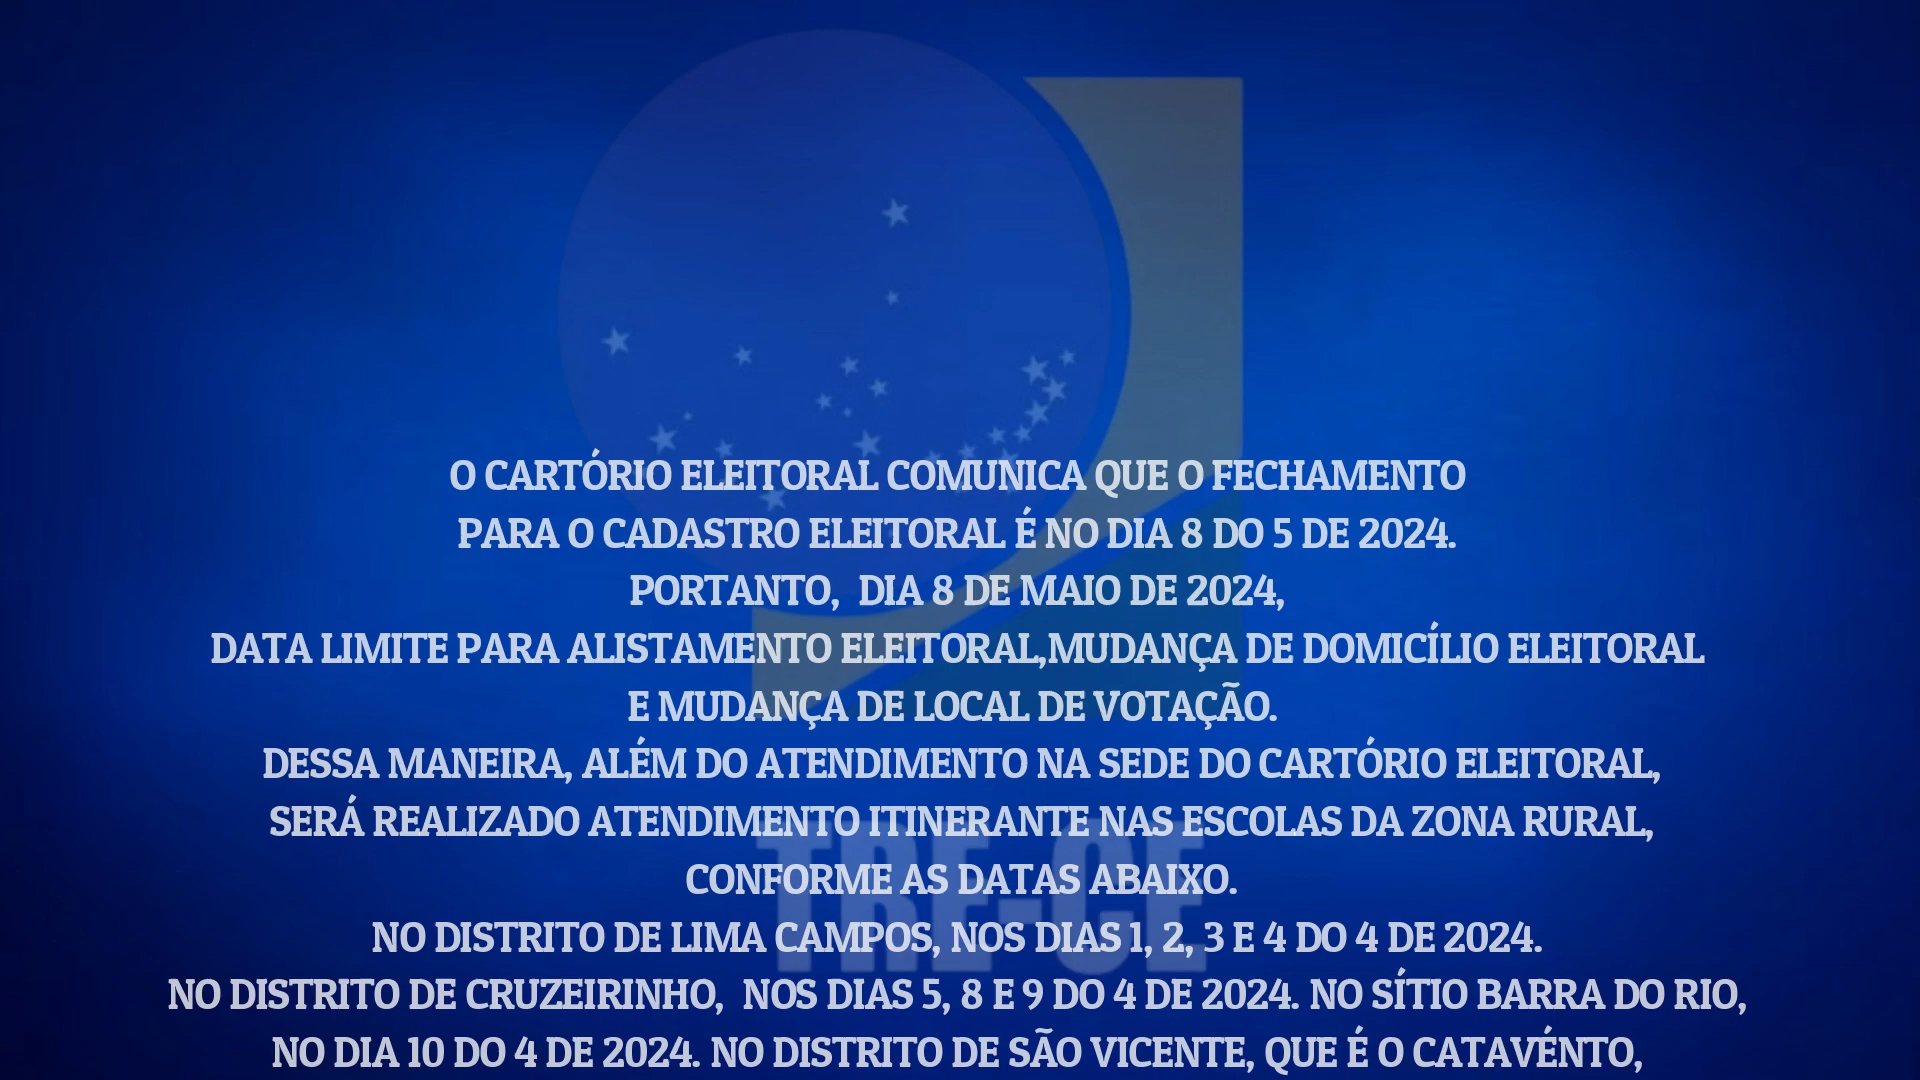 O CARTÓRIO ELEITORAL COMUNICA QUE O FECHAMENTO
PARA O CADASTRO ELEITORAL É NO DIA 8 DO 5 DE 2024.
PORTANTO,  DIA 8 DE MAIO DE 2024,
DATA LIMITE PARA ALISTAMENTO ELEITORAL,MUDANÇA DE DOMICÍLIO ELEITORAL
E MUDANÇA DE LOCAL DE VOTAÇÃO.
DESSA MANEIRA, ALÉM DO ATENDIMENTO NA SEDE DO CARTÓRIO ELEITORAL,
SERÁ REALIZADO ATENDIMENTO ITINERANTE NAS ESCOLAS DA ZONA RURAL,
CONFORME AS DATAS ABAIXO.
TRE-CE
NO DISTRITO DE LIMA CAMPOS, NOS DIAS 1, 2, 3 E 4 DO 4 DE 2024.
NO DISTRITO DE CRUZEIRINHO,  NOS DIAS 5, 8 E 9 DO 4 DE 2024. NO SÍTIO BARRA DO RIO,
NO DIA 10 DO 4 DE 2024. NO DISTRITO DE SÃO VICENTE, QUE É O CATAVÉNTO,